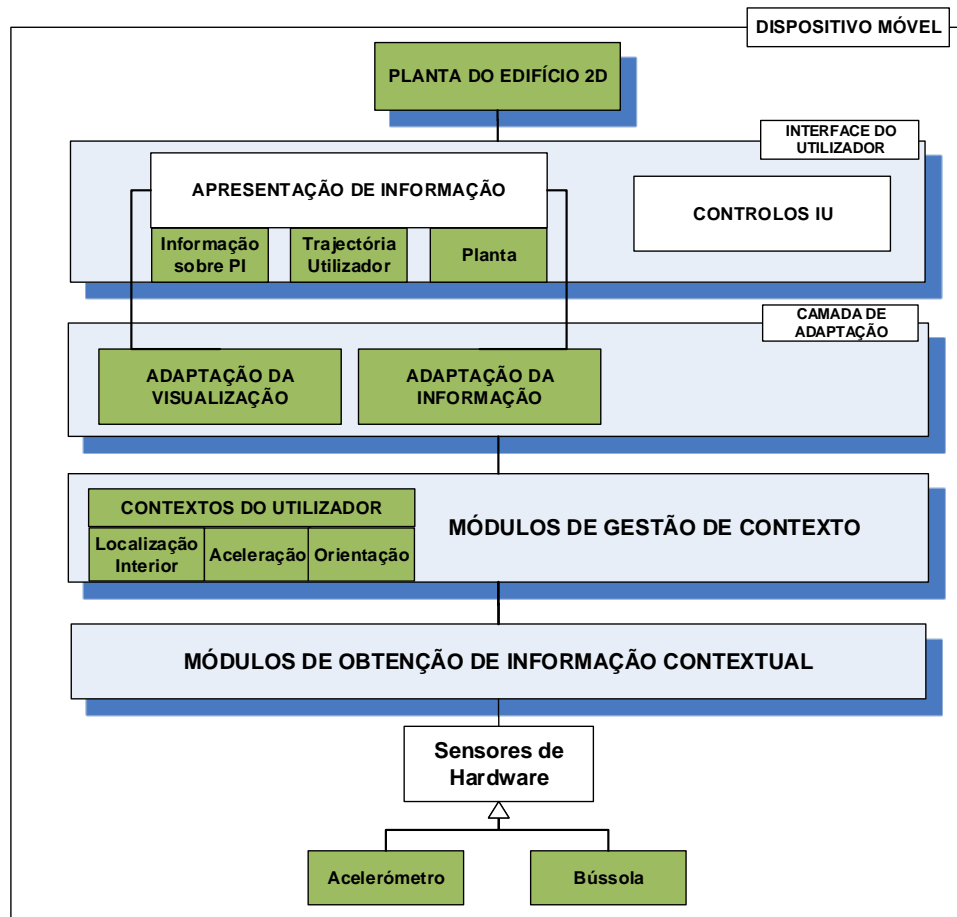 DISPOSITIVO MÓVEL
PLANTA DO EDIFÍCIO 2D
INTERFACE DO
UTILIZADOR
APRESENTAÇÃO DE INFORMAÇÃO
CONTROLOS IU
Informação
sobre PI
Trajectória
Utilizador
Planta
CAMADA DE
ADAPTAÇÃO
ADAPTAÇÃO DA
VISUALIZAÇÃO
ADAPTAÇÃO DA
INFORMAÇÃO
CONTEXTOS DO UTILIZADOR
Localização
Interior
Aceleração
Orientação
MÓDULOS DE GESTÃO DE CONTEXTO
MÓDULOS DE OBTENÇÃO DE INFORMAÇÃO CONTEXTUAL
Sensores de
Hardware
Acelerómetro
Bússola